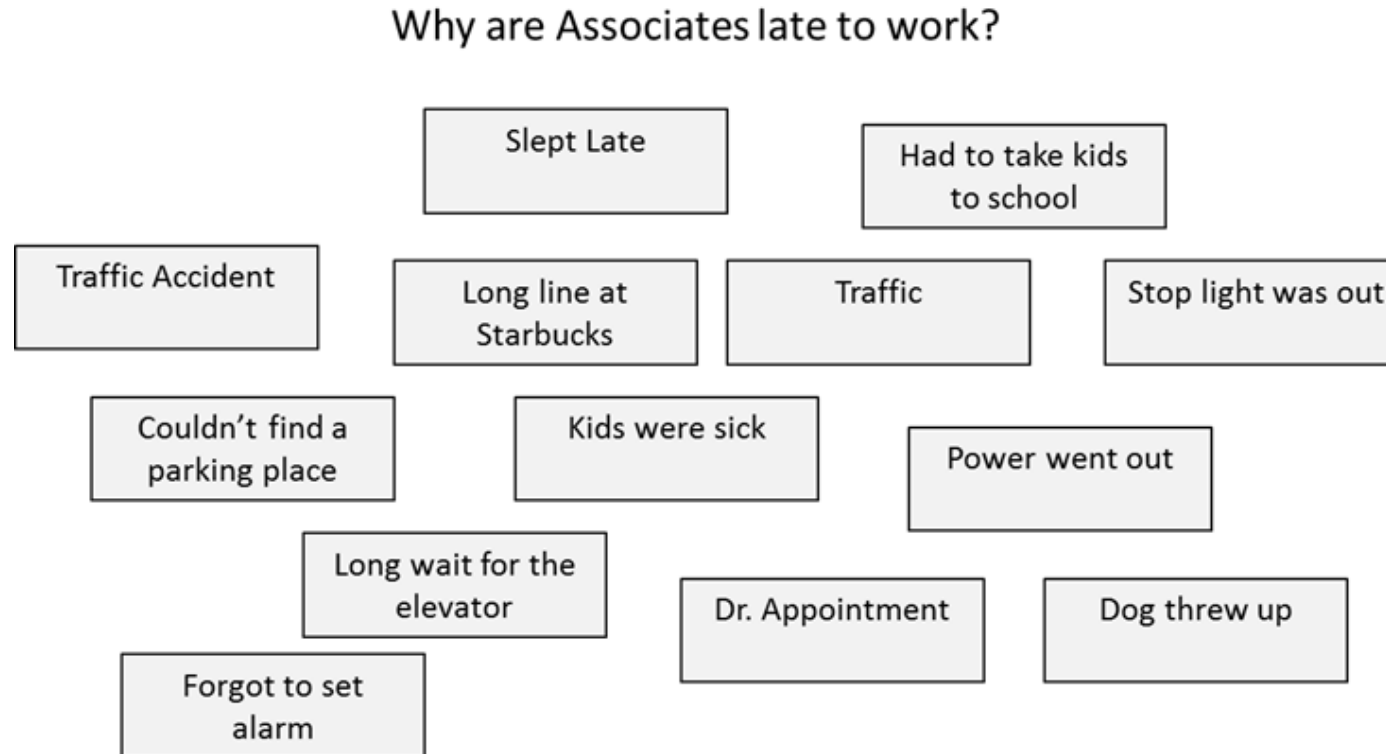 Why are Associates late to work?
Slept Late
Had to take kids
to school
Traffic Accident
Long line at
Starbucks
Traffic
Stop light was out
Couldn’t find a
parking place
Kids were sick
Power went out
Long wait for the
elevator
Dr. Appointment
Dog threw up
Forgot to set
alarm